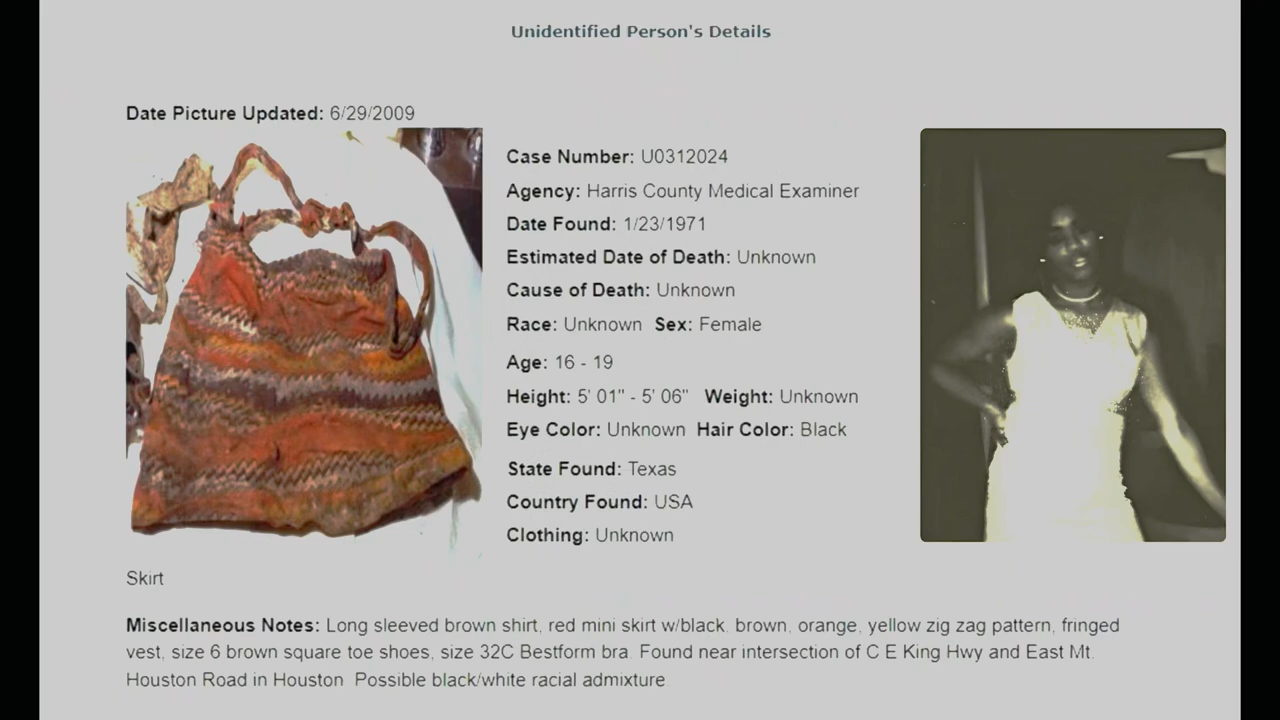 Unidentified Person's Details
Date Picture Updated: 6/29/2009
Case Number: U0312024
Agency: Harris County Medical Examiner
Date Found: 1/23/1971
Estimated Date of Death: Unknown
Cause of Death: Unknown
Race: Unknown Sex: Female
Age: 16 - 19
Height: 5' 01" - 5' 06" Weight: Unknown
Eye Color: Unknown Hair Color: Black
State Found: Texas
Country Found: USA
Clothing: Unknown
Skirt
Miscellaneous Notes: Long sleeved brown shirt, red mini skirt w/black, brown, orange, yellow zig zag pattern, fringed
vest, size 6 brown square toe shoes, size 32C Bestform bra. Found near intersection of C E King Hwy and East Mt.
Houston Road in Houston Possible black/white racial admixture